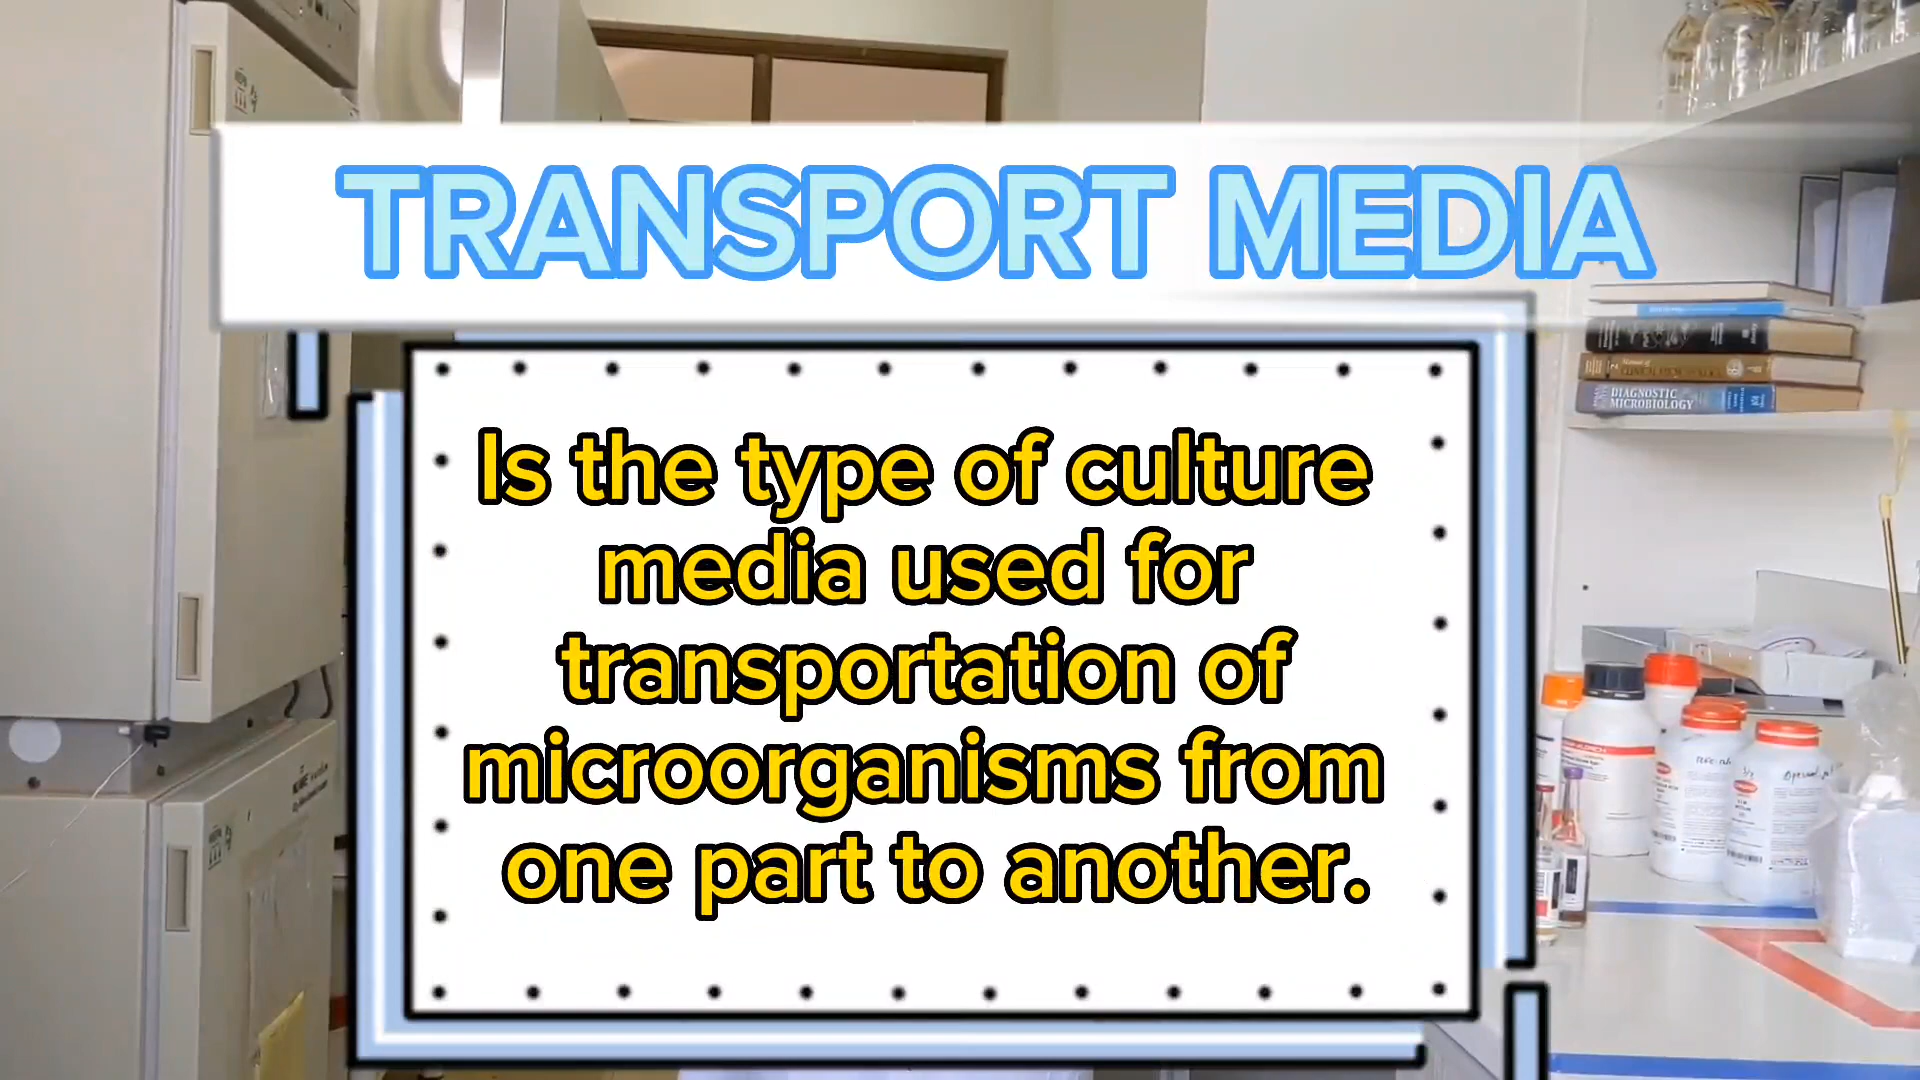 TRANSPORT MEDIA
Is the type of culture
media used for
transportation of
microorganisms from
one part to another.
DIAGNOSTIC
MICROBIOLOGY